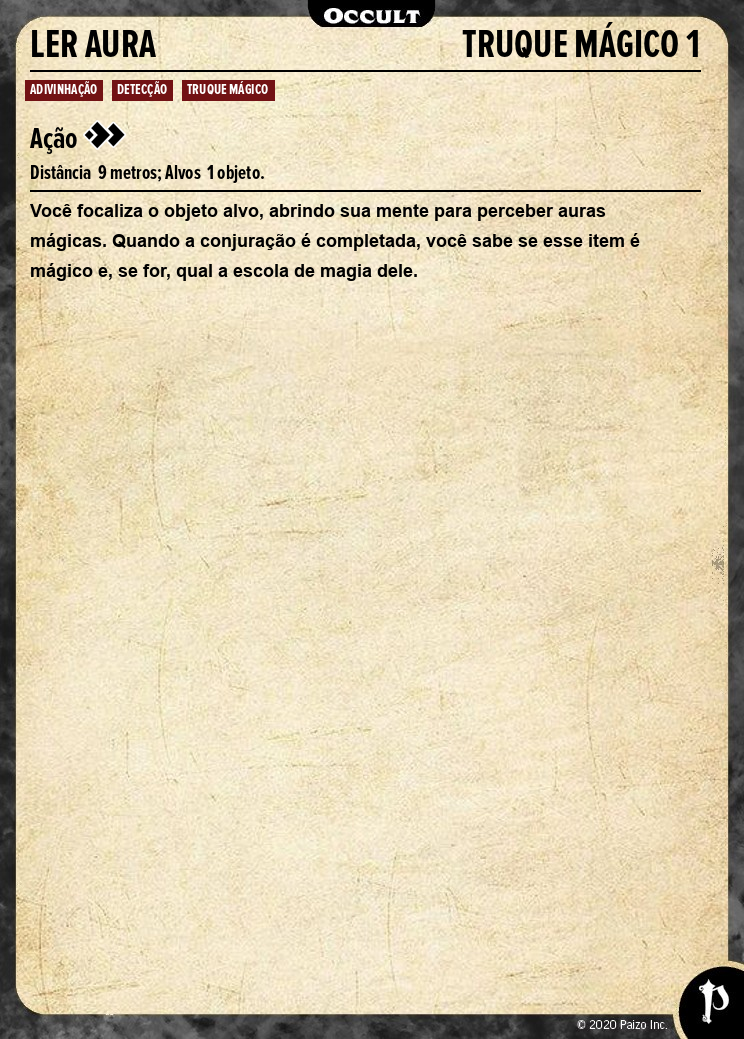 OCCULT
LER AURA TRUQUE MÁGICO 1
ADIVINHAÇÃO DETECÇÃO TRUQUE MÁGICO
Ação
Distância 9 metros; Alvos 1 objeto.
Você focaliza o objeto alvo, abrindo sua mente para perceber auras
mágicas. Quando a conjuração é completada, você sabe se esse item é
mágico e, se for, qual a escola de magia dele.
© 2020 Paizo Inc.